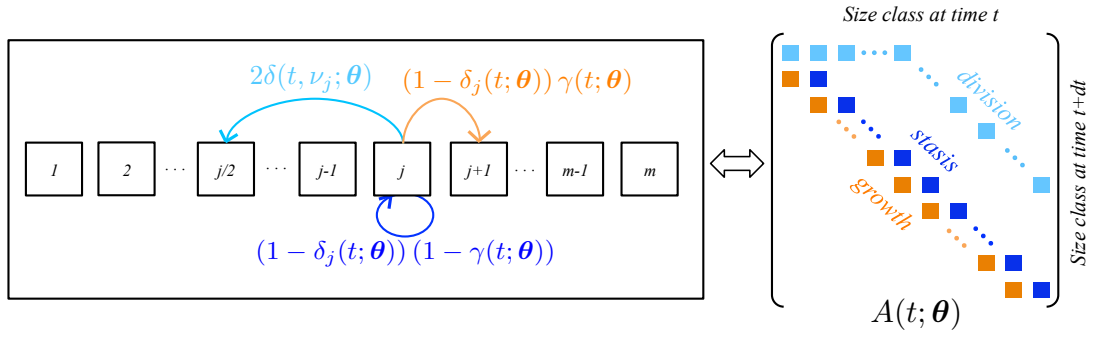 Size class at time t
2δ(t, ν_j; θ)
(1 − δ_j(t; θ)) γ(t; θ)
1 2 ··· j/2 ··· j-1 j j+1 ··· m-1 m
(1 − δ_j(t; θ)) (1 − γ(t; θ))
division
stasis
growth
Size class at time t+dt
A(t; θ)